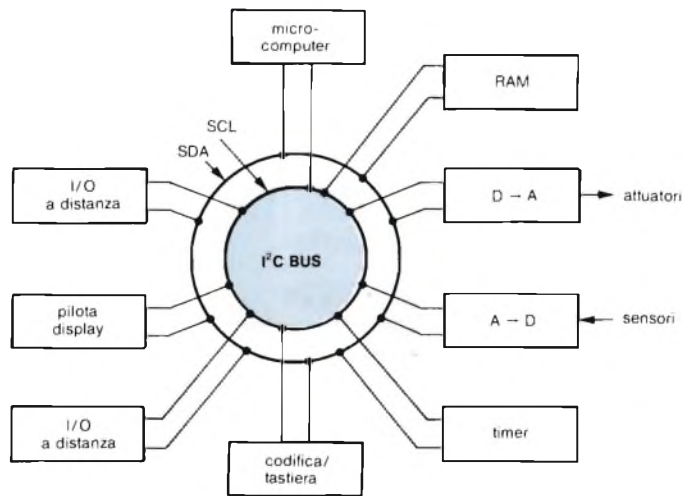 micro-
computer
RAM
SCL
SDA
I/O
a distanza
D → A
attuatori
I²C BUS
pilota
display
A → D
sensori
I/O
a distanza
codifica/
tastiera
timer